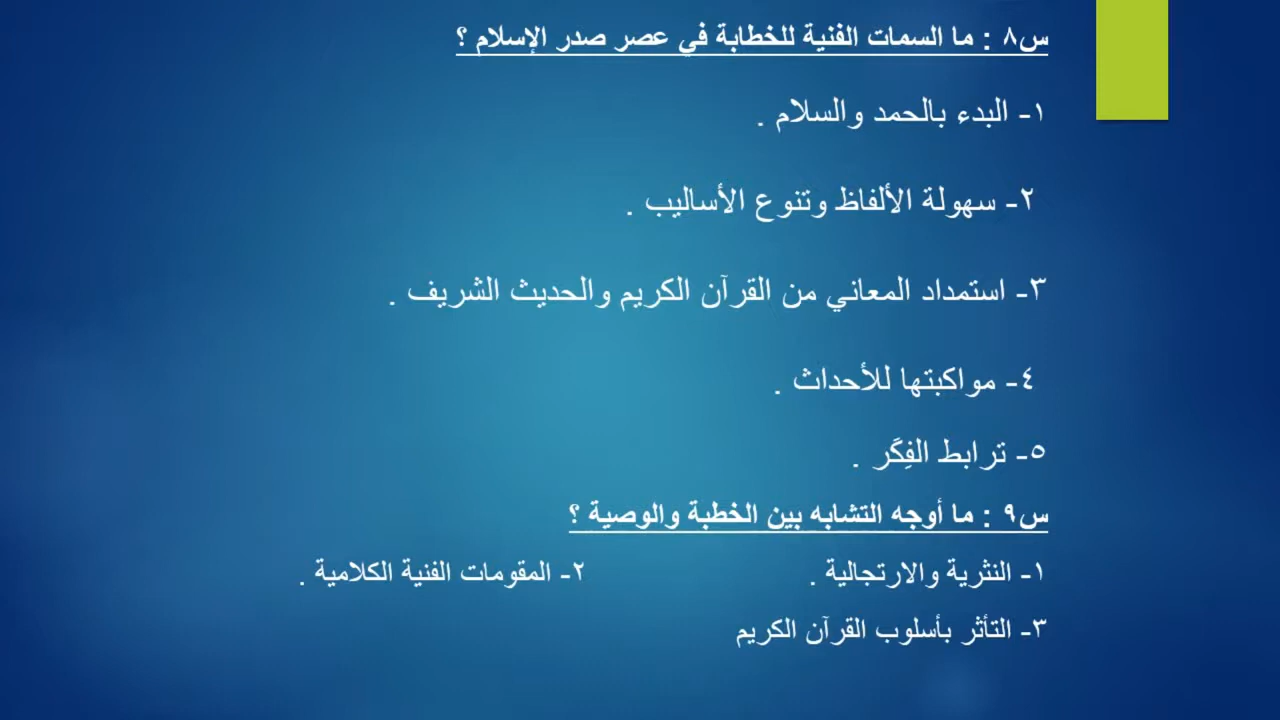 س٨ : ما السمات الفنية للخطابة في عصر صدر الإسلام ؟
١- البدء بالحمد والسلام .
٢- سهولة الألفاظ وتنوع الأساليب .
٣- استمداد المعاني من القرآن الكريم والحديث الشريف .
٤- مواكبتها للأحداث .
٥- ترابط الفِكَر .
س٩ : ما أوجه التشابه بين الخطبة والوصية ؟
١- النثرية والارتجالية . ٢- المقومات الفنية الكلامية .
٣- التأثر بأسلوب القرآن الكريم